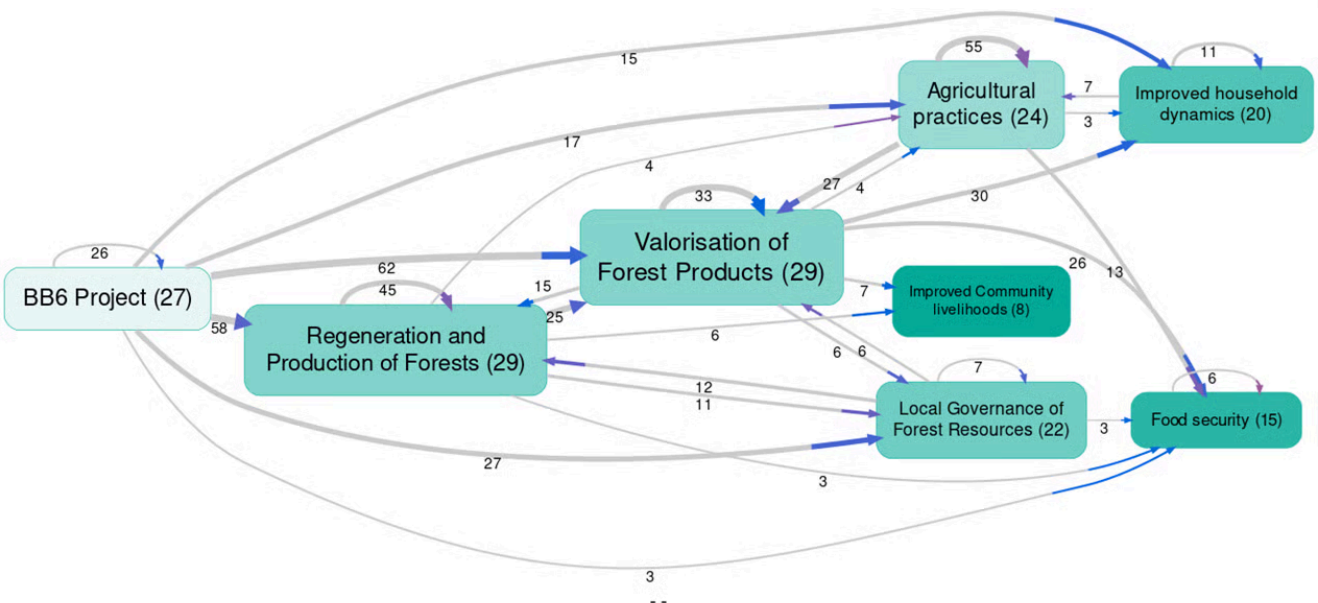 15
55
Agricultural
practices (24)
11
Improved household
dynamics (20)
7
3
17
4
27
4
30
33
Valorisation of
Forest Products (29)
26
13
26
BB6 Project (27)
62
58
45
15
25
Regeneration and
Production of Forests (29)
7
Improved Community
livelihoods (8)
6
6
6
12
11
7
Local Governance of
Forest Resources (22)
3
6
Food security (15)
27
3
3